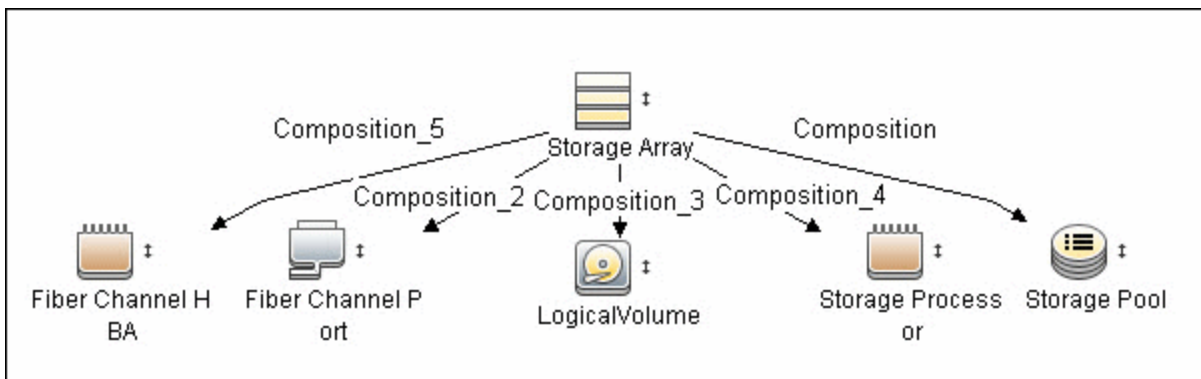 Storage Array
Composition_5
Composition
Composition_2
Composition_3
Composition_4
Fiber Channel H
BA
Fiber Channel P
ort
LogicalVolume
Storage Process
or
Storage Pool